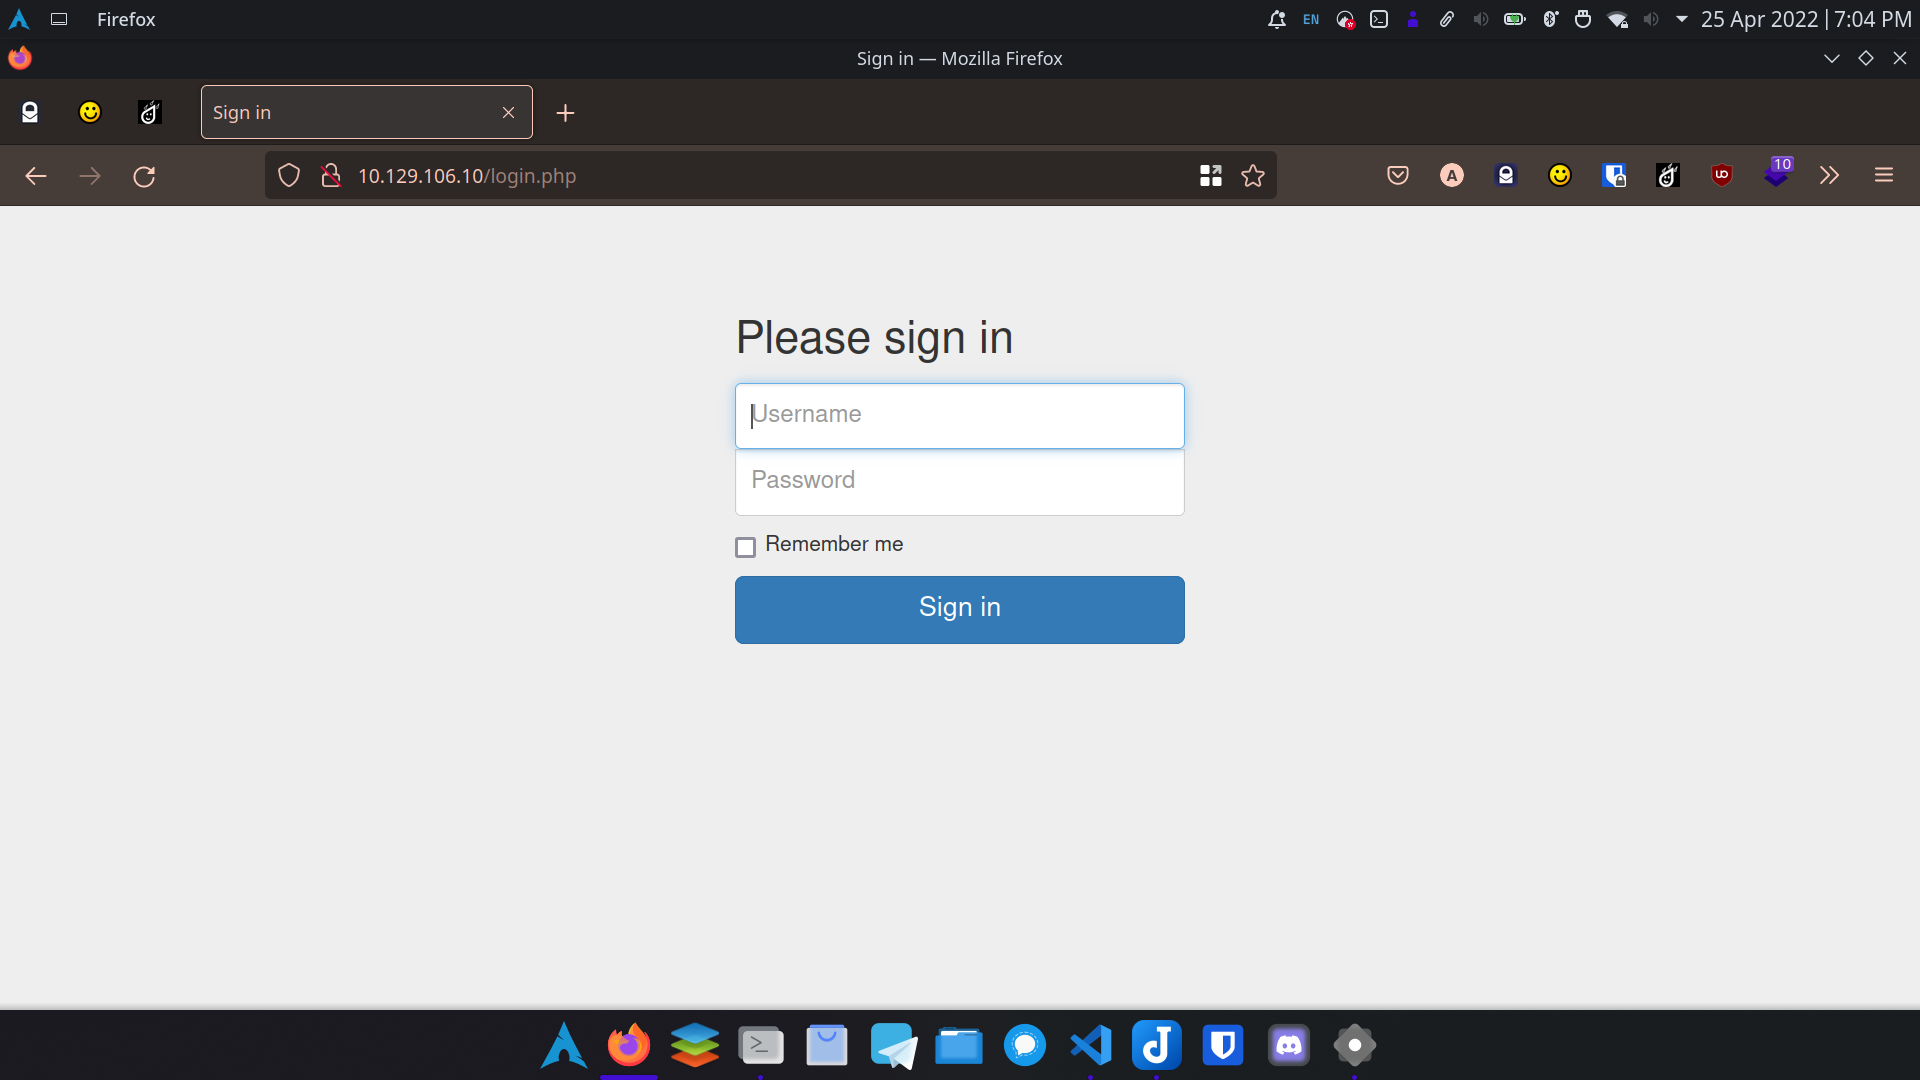 Firefox
EN
25 Apr 2022 | 7:04 PM
Sign in — Mozilla Firefox
Sign in
10.129.106.10/login.php
A
uo
10
Please sign in
Username
Password
Remember me
Sign in